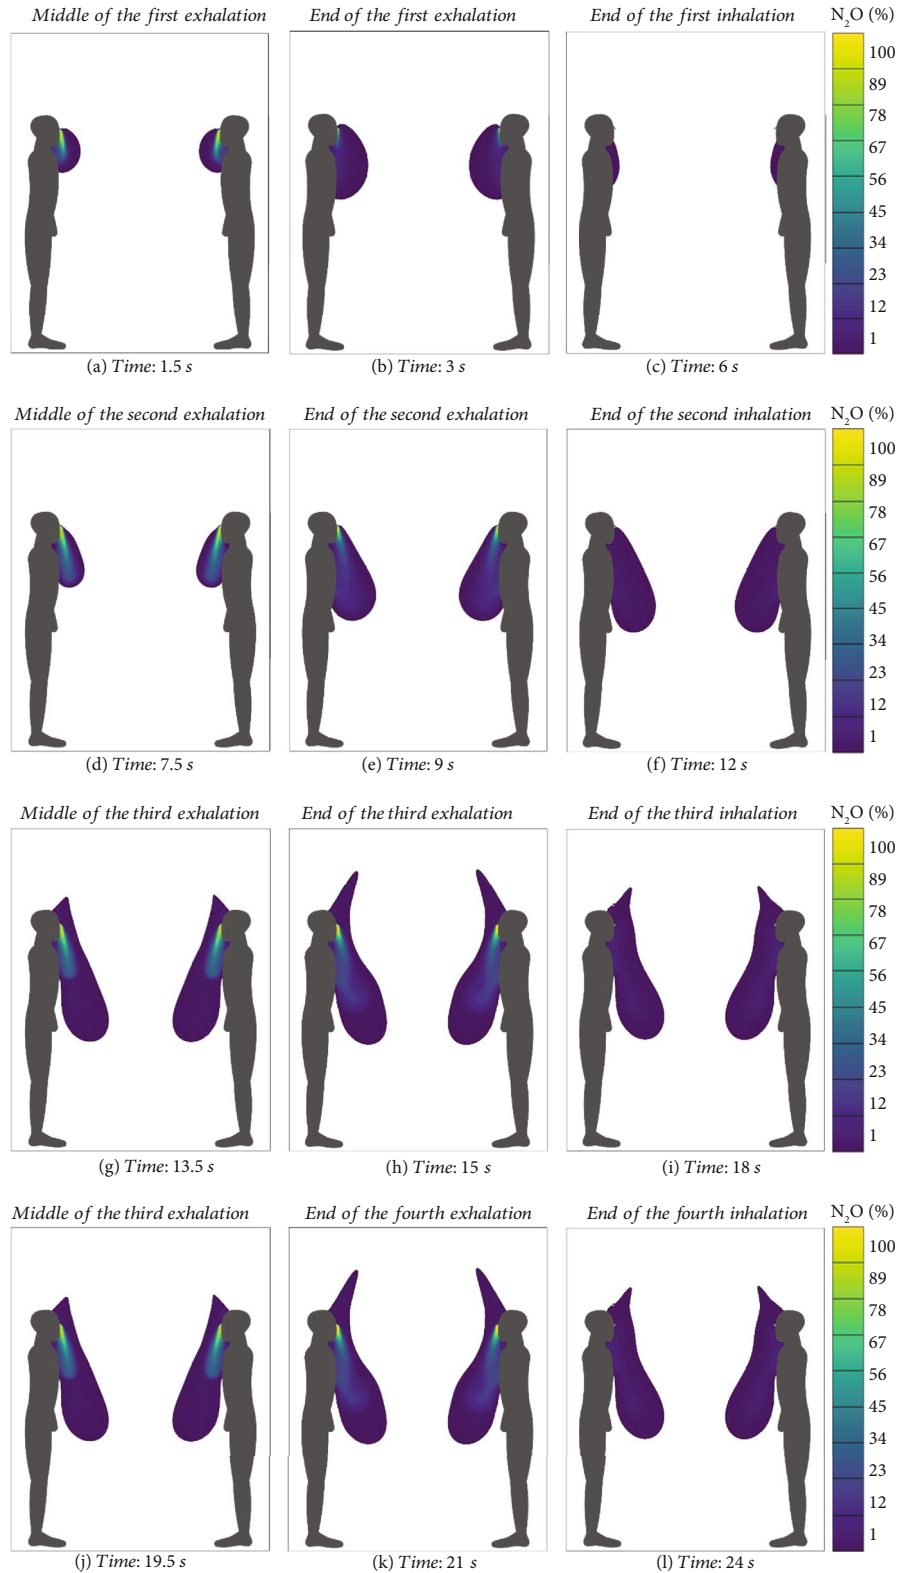 Middle of the first exhalation
End of the first exhalation
End of the first inhalation
N2O (%)
100
89
78
67
56
45
34
23
12
1
(a) Time: 1.5 s
(b) Time: 3 s
(c) Time: 6 s
Middle of the second exhalation
End of the second exhalation
End of the second inhalation
N2O (%)
100
89
78
67
56
45
34
23
12
1
(d) Time: 7.5 s
(e) Time: 9 s
(f) Time: 12 s
Middle of the third exhalation
End of the third exhalation
End of the third inhalation
N2O (%)
100
89
78
67
56
45
34
23
12
1
(g) Time: 13.5 s
(h) Time: 15 s
(i) Time: 18 s
Middle of the third exhalation
End of the fourth exhalation
End of the fourth inhalation
N2O (%)
100
89
78
67
56
45
34
23
12
1
(j) Time: 19.5 s
(k) Time: 21 s
(l) Time: 24 s